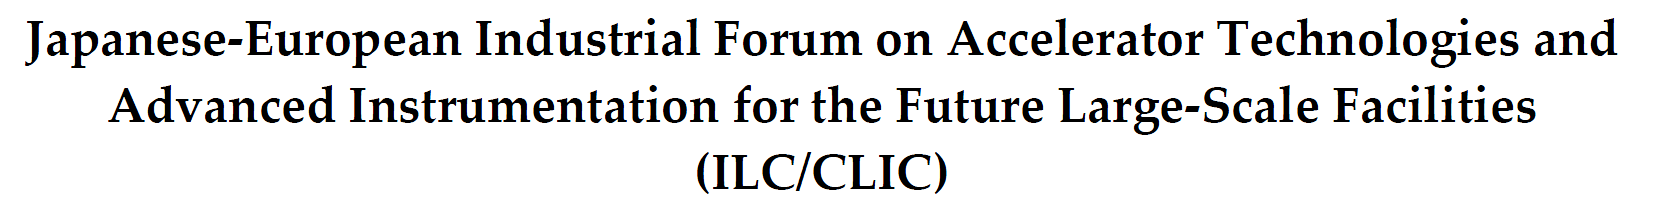 Japanese-European Industrial Forum on Accelerator Technologies and
Advanced Instrumentation for the Future Large-Scale Facilities
(ILC/CLIC)